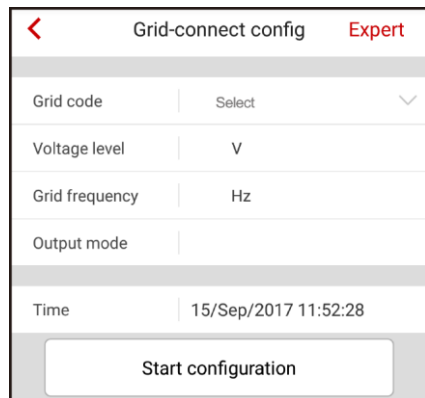 Grid-connect config Expert
Grid code Select
Voltage level V
Grid frequency Hz
Output mode
Time 15/Sep/2017 11:52:28
Start configuration